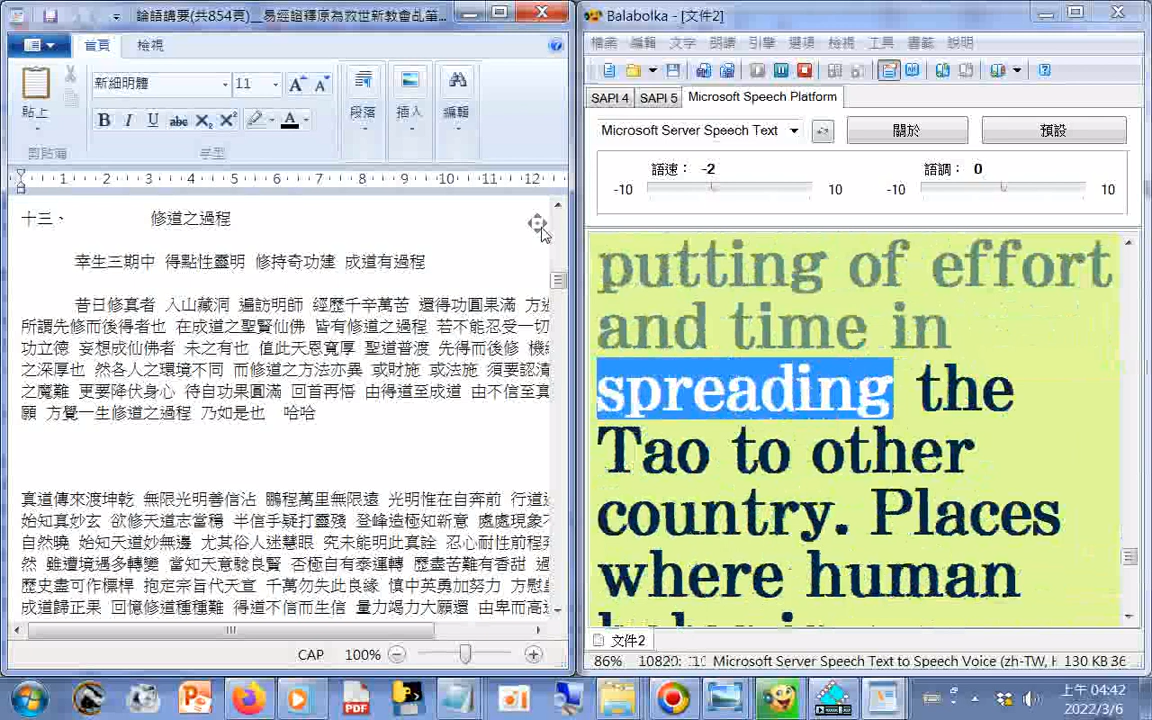 論語講要(共854頁)__易經證釋原為救世新教會乩筆...
首頁 檢視
新細明體 11
貼上 段落 插入 編輯
剪貼簿 字型
1 2 3 4 5 6 7 8 9 10 11 12
十三、 修道之過程
幸生三期中 得點性靈明 修持奇功建 成道有過程
昔日修真者 入山藏洞 遍訪明師 經歷千辛萬苦 還得功圓果滿 方
所謂先修而後得者也 在成道之聖賢仙佛 皆有修道之過程 若不能忍受一切
功立德 妄想成仙佛者 未之有也 值此天恩寬厚 聖道普渡 先得而後修 機
之深厚也 然各人之環境不同 而修道之方法亦異 或財施 或法施 須要認清
之魔難 更要降伏身心 待自功果圓滿 回首再悟 由得道至成道 由不信至真
願 方覺一生修道之過程 乃如是也 哈哈
真道傳來渡坤乾 無限光明善信沾 鵬程萬里無限遠 光明惟在自奔前 行道
始知真妙玄 欲修天道志當穩 半信半疑打靈殘 登峰造極知新意 處處現象
自然曉 始知天道妙無邊 尤其俗人迷慧眼 究未能明此真詮 忍心耐性前程
然 雖遭境遇多轉變 當知天意驗良賢 否極自有泰運轉 歷盡苦難有香甜
歷史盡可作標桿 抱定宗旨代天宣 千萬勿失此良緣 慎中英勇加努力 方慰
成道歸正果 回憶修道種種難 得道不信而生信 量力竭力大願還 由卑而高
CAP 100%
Balabolka - [文件2]
檔案 編輯 文字 朗讀 引擎 選項 檢視 工具 書籤 說明
SAPI 4 SAPI 5 Microsoft Speech Platform
Microsoft Server Speech Text 關於 預設
語速： -2 語調： 0
-10 10 -10 10
putting of effort
and time in
spreading the
Tao to other
country. Places
where human
文件2
86% Microsoft Server Speech Text to Speech Voice (zh-TW, H 130 KB
上午 04:42
2022/3/6